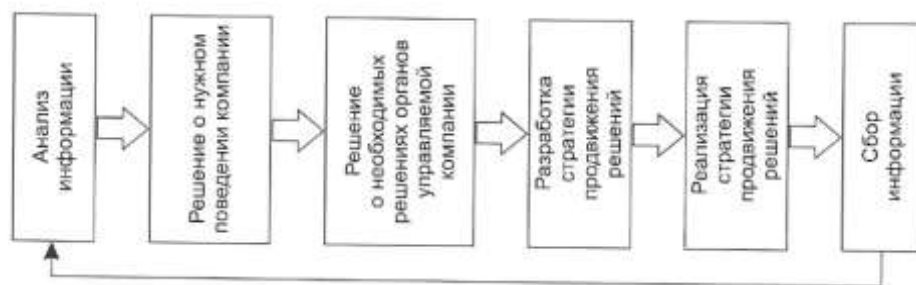 Анализ
информации
Решение о нужном
поведении компании
Решение
о необходимых
решениях органов
управляемой
компании
Разработка
стратегии
продвижения
решений
Реализация
стратегии
продвижения
решений
Сбор
информации